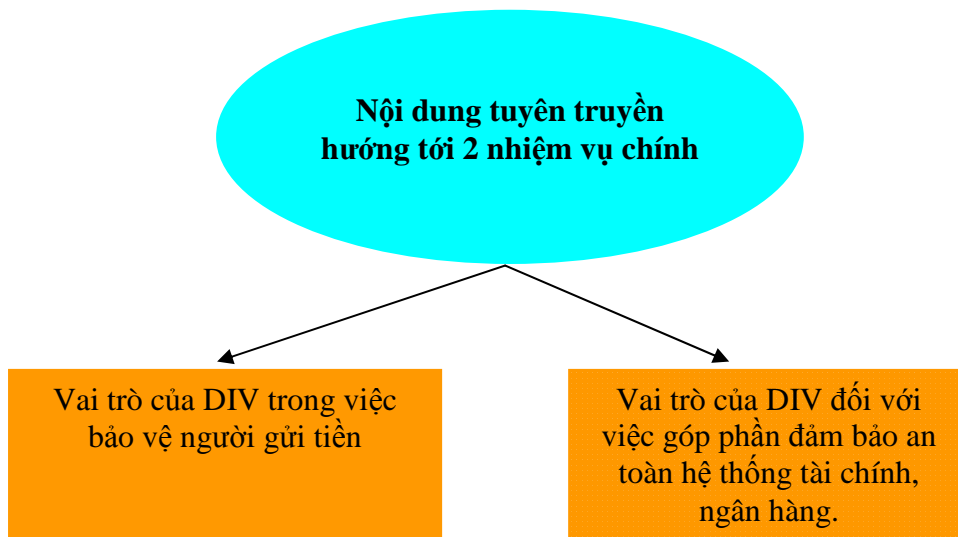 Nội dung tuyên truyền
hướng tới 2 nhiệm vụ chính
Vai trò của DIV trong việc
bảo vệ người gửi tiền
Vai trò của DIV đối với
việc góp phần đảm bảo an
toàn hệ thống tài chính,
ngân hàng.